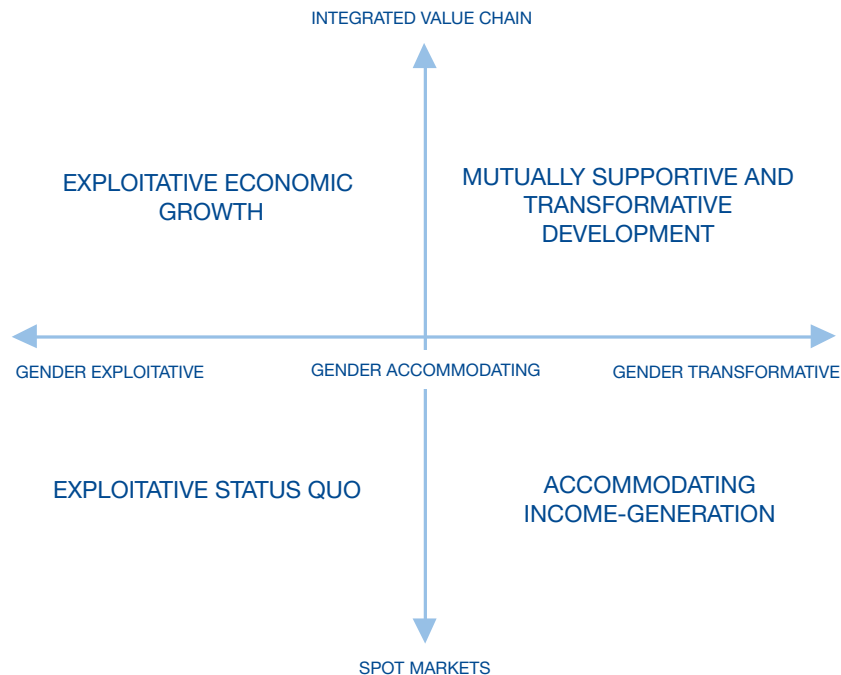 INTEGRATED VALUE CHAIN
EXPLOITATIVE ECONOMIC
GROWTH
MUTUALLY SUPPORTIVE AND
TRANSFORMATIVE
DEVELOPMENT
GENDER EXPLOITATIVE
GENDER ACCOMMODATING
GENDER TRANSFORMATIVE
EXPLOITATIVE STATUS QUO
ACCOMMODATING
INCOME-GENERATION
SPOT MARKETS